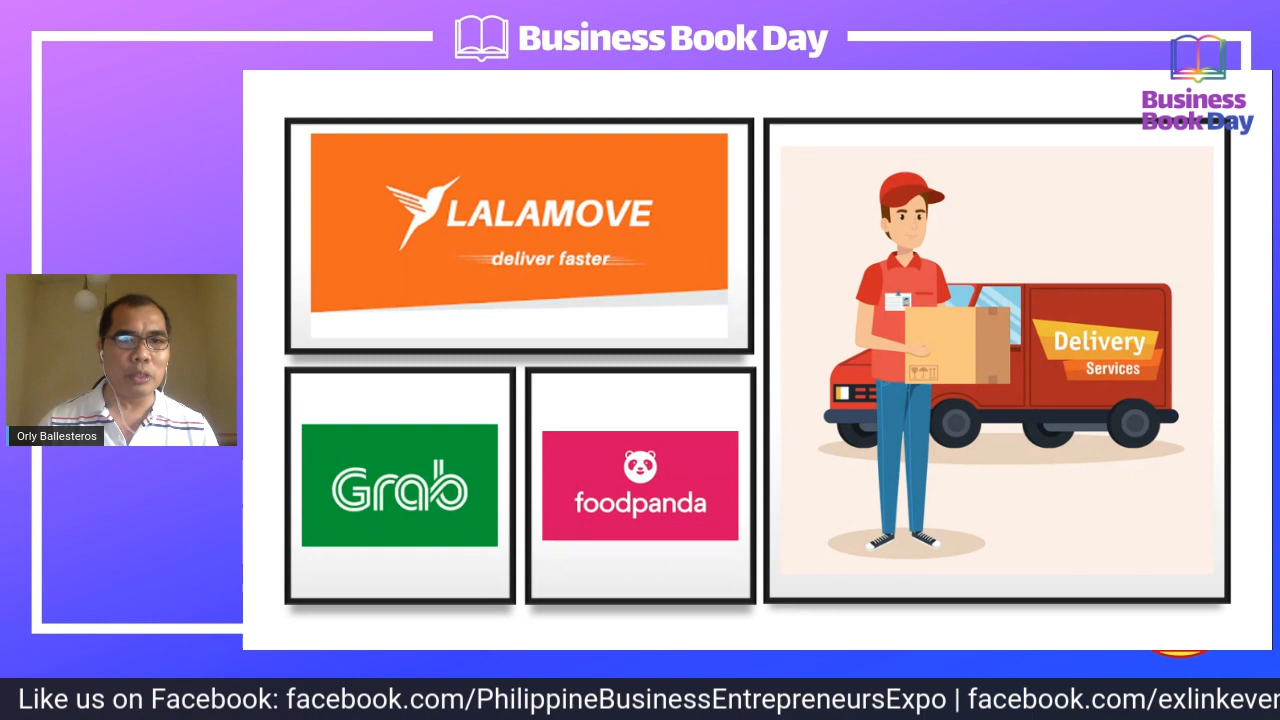 Business Book Day
Business
Book Day
LALAMOVE
deliver faster
Delivery
Services
Grab
foodpanda
Orly Ballesteros
Like us on Facebook: facebook.com/PhilippineBusinessEntrepreneursExpo | facebook.com/exlinkever